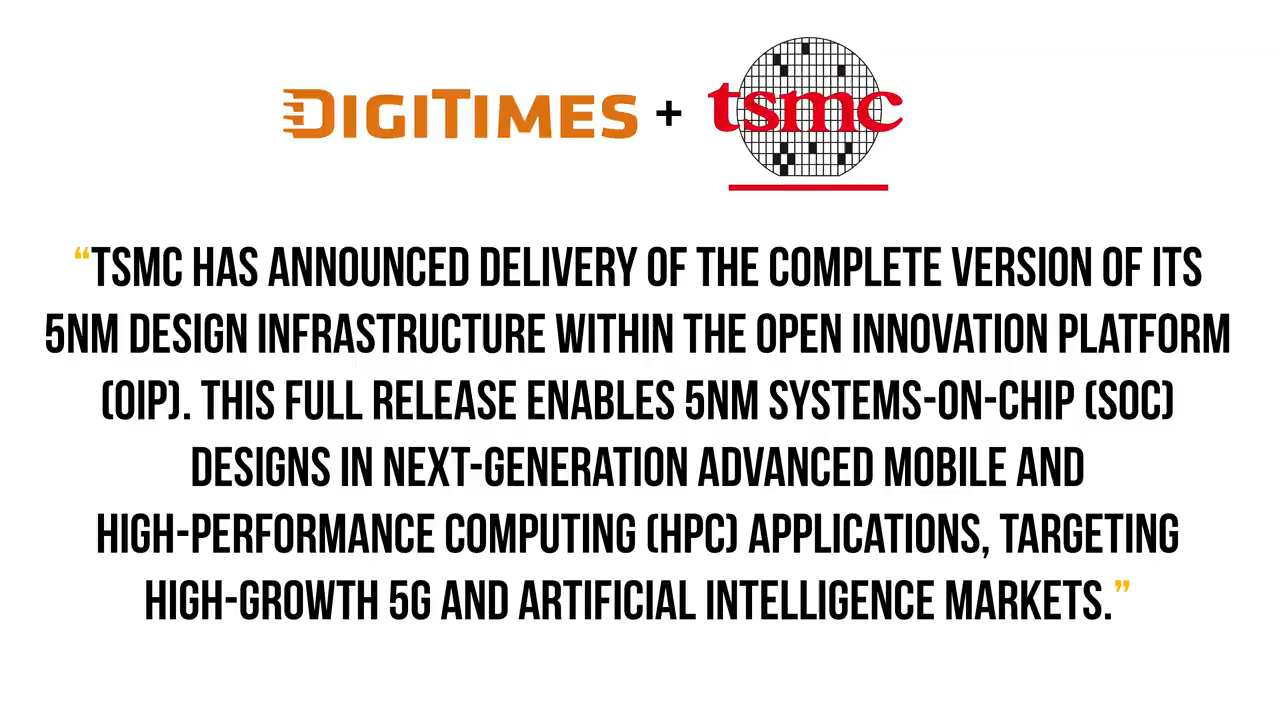 DIGITIMES + tsmc
“TSMC HAS ANNOUNCED DELIVERY OF THE COMPLETE VERSION OF ITS
5NM DESIGN INFRASTRUCTURE WITHIN THE OPEN INNOVATION PLATFORM
(OIP). THIS FULL RELEASE ENABLES 5NM SYSTEMS-ON-CHIP (SOC)
DESIGNS IN NEXT-GENERATION ADVANCED MOBILE AND
HIGH-PERFORMANCE COMPUTING (HPC) APPLICATIONS, TARGETING
HIGH-GROWTH 5G AND ARTIFICIAL INTELLIGENCE MARKETS.”